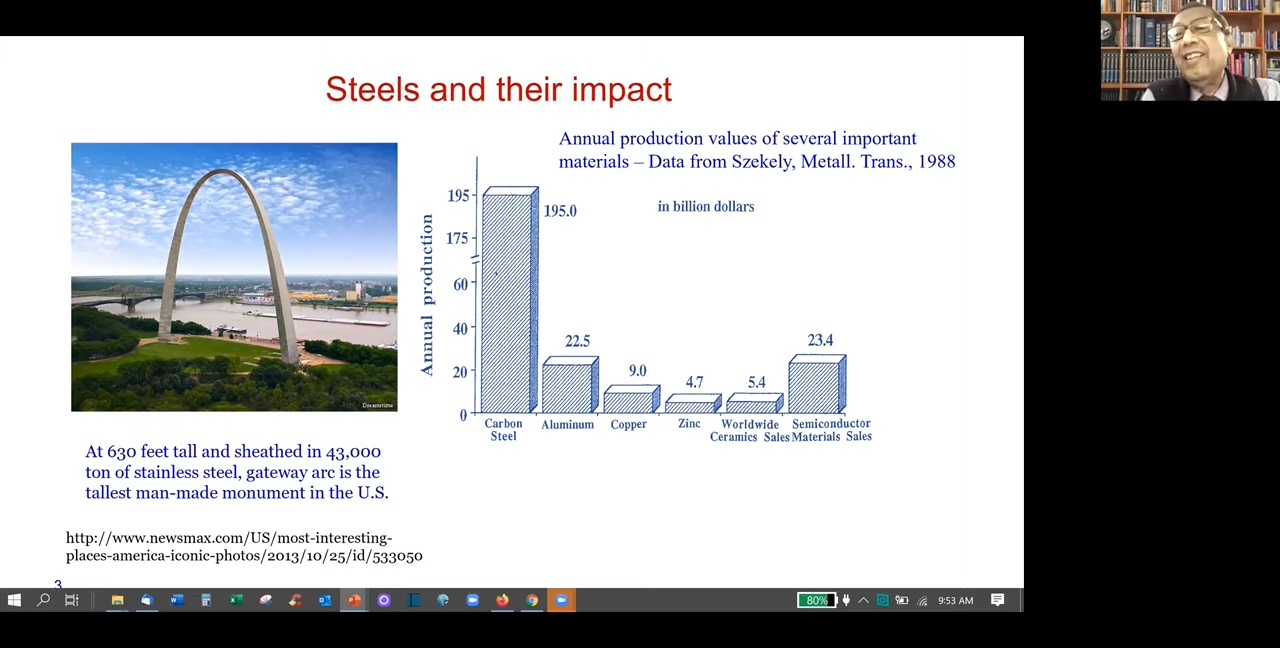 Steels and their impact
Annual production values of several important
materials – Data from Szekely, Metall. Trans., 1988
in billion dollars
Annual production
195
175
60
40
20
0
195.0
22.5
9.0
4.7
5.4
23.4
Carbon
Steel
Aluminum
Copper
Zinc
Worldwide
Ceramics Sales
Semiconductor
Materials Sales
Dreamstime
At 630 feet tall and sheathed in 43,000
ton of stainless steel, gateway arc is the
tallest man-made monument in the U.S.
http://www.newsmax.com/US/most-interesting-
places-america-iconic-photos/2013/10/25/id/533050
3
80%
9:53 AM